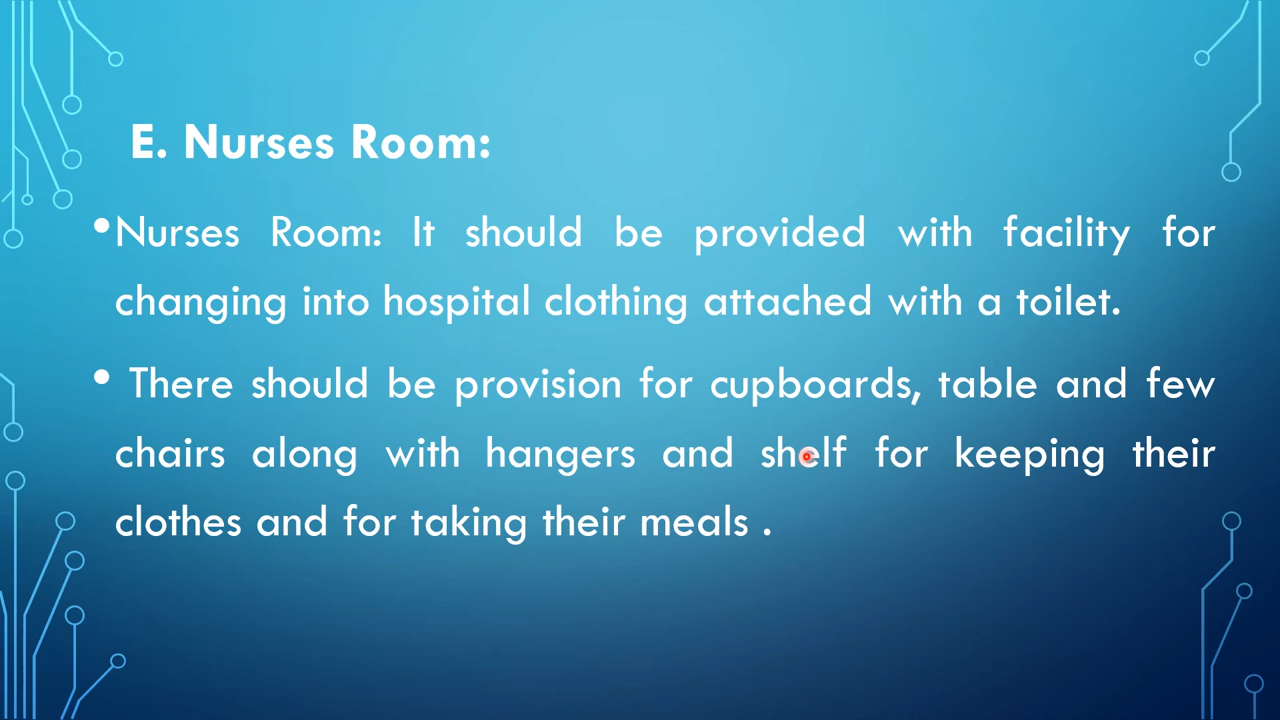 E. Nurses Room:
•Nurses Room: It should be provided with facility for
changing into hospital clothing attached with a toilet.
• There should be provision for cupboards, table and few
chairs along with hangers and shelf for keeping their
clothes and for taking their meals .